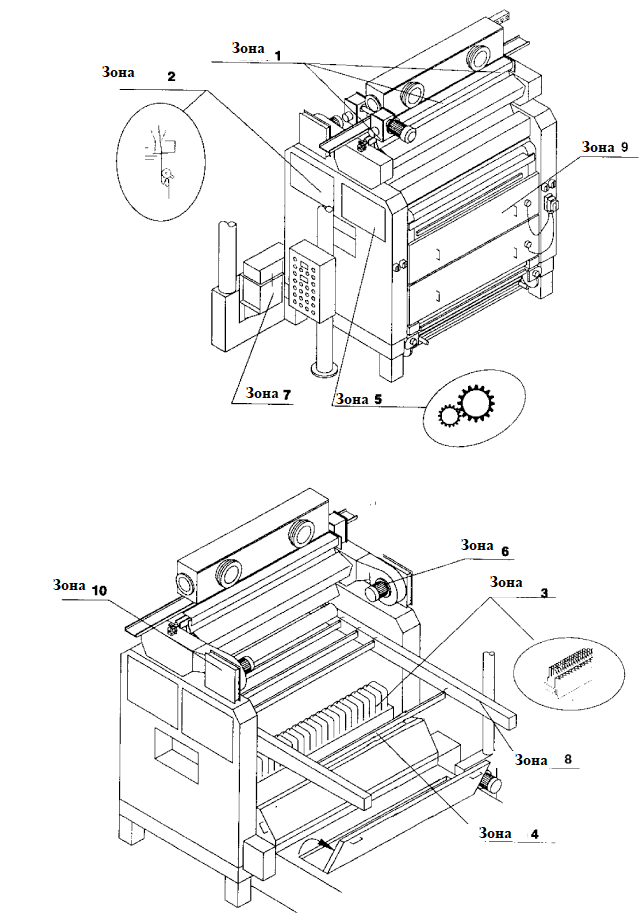 Зона 1
Зона 2
Зона 9
Зона 7
Зона 5
Зона 6
Зона 10
Зона 3
Зона 8
Зона 4